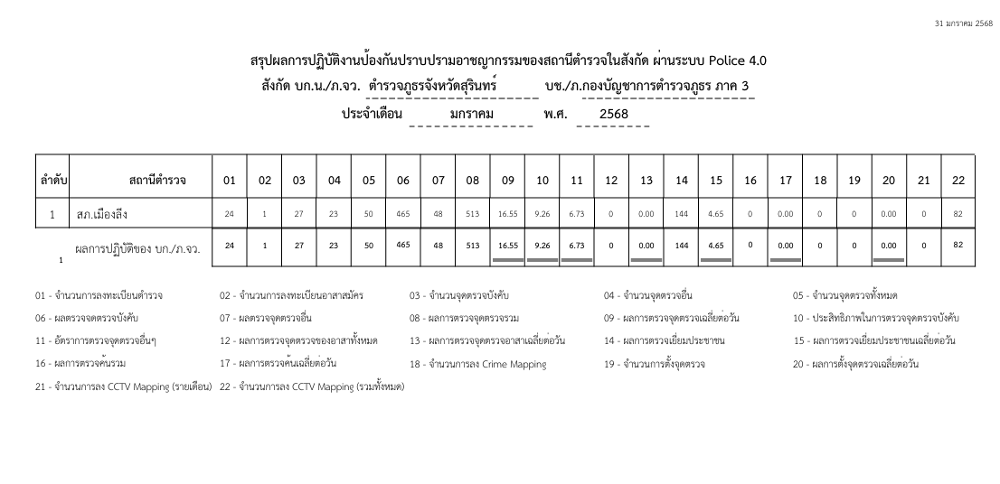 31 มกราคม 2568
สรุปผลการปฏิบัติงานป้องกันปราบปรามอาชญากรรมของสถานีตำรวจในสังกัด ผ่านระบบ Police 4.0
สังกัด บก.น./ภ.จว. ตำรวจภูธรจังหวัดสุรินทร์ บช./ภ.กองบัญชาการตำรวจภูธร ภาค 3
ประจำเดือน มกราคม พ.ศ. 2568
ลำดับ สถานีตำรวจ 01 02 03 04 05 06 07 08 09 10 11 12 13 14 15 16 17 18 19 20 21 22
1 สภ.เมืองลีง 24 1 27 23 50 465 48 513 16.55 9.26 6.73 0 0.00 144 4.65 0 0.00 0 0 0.00 0 82
1 ผลการปฏิบัติของ บก./ภ.จว. 24 1 27 23 50 465 48 513 16.55 9.26 6.73 0 0.00 144 4.65 0 0.00 0 0 0.00 0 82
01 - จำนวนการลงทะเบียนตำรวจ 02 - จำนวนการลงทะเบียนอาสาสมัคร 03 - จำนวนจุดตรวจบังคับ 04 - จำนวนจุดตรวจอื่น 05 - จำนวนจุดตรวจทั้งหมด
06 - ผลตรวจจดตรวจบังคับ 07 - ผลตรวจจุดตรวจอื่น 08 - ผลการตรวจจุดตรวจรวม 09 - ผลการตรวจจุดตรวจเฉลี่ยต่อวัน 10 - ประสิทธิภาพในการตรวจจุดตรวจบังคับ
11 - อัตราการตรวจจุดตรวจอื่นๆ 12 - ผลการตรวจจุดตรวจของอาสาทั้งหมด 13 - ผลการตรวจจุดตรวจอาสาเฉลี่ยต่อวัน 14 - ผลการตรวจเยี่ยมประชาชน 15 - ผลการตรวจเยี่ยมประชาชนเฉลี่ยต่อวัน
16 - ผลการตรวจค้นรวม 17 - ผลการตรวจค้นเฉลี่ยต่อวัน 18 - จำนวนการลง Crime Mapping 19 - จำนวนการตั้งจุดตรวจ 20 - ผลการตั้งจุดตรวจเฉลี่ยต่อวัน
21 - จำนวนการลง CCTV Mapping (รายเดือน) 22 - จำนวนการลง CCTV Mapping (รวมทั้งหมด)